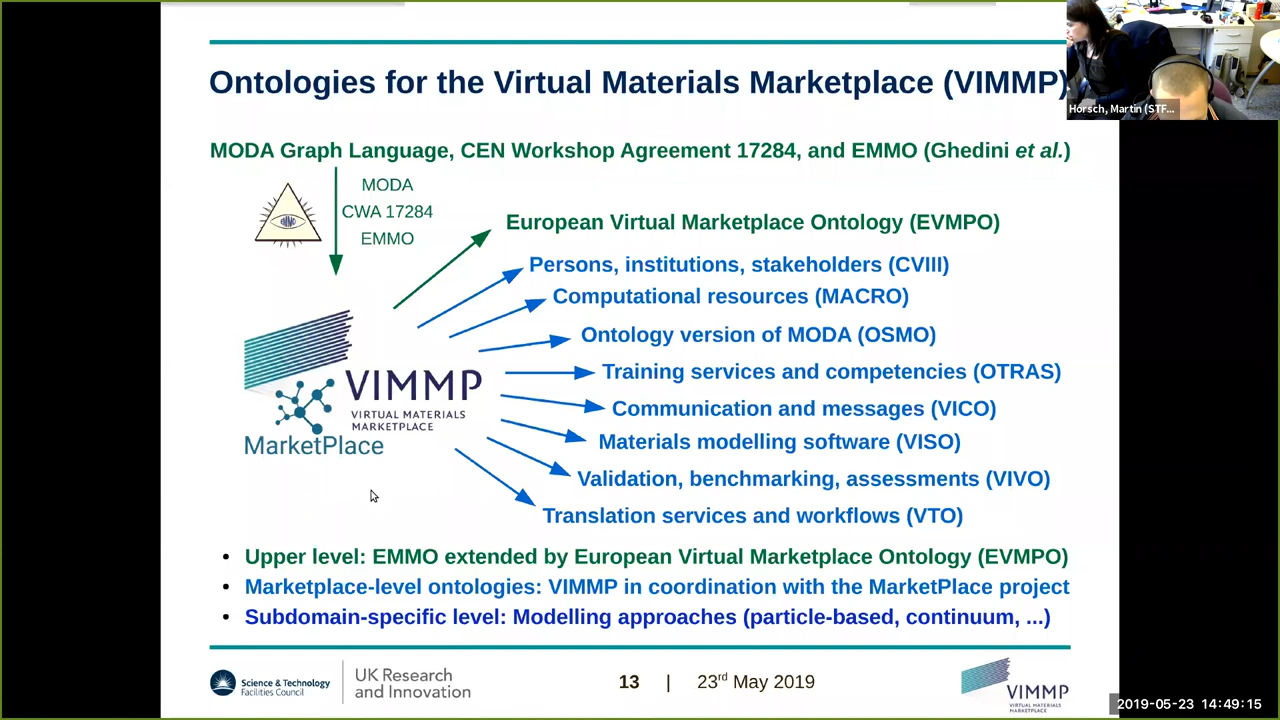 Ontologies for the Virtual Materials Marketplace (VIMMP)
Horsch, Martin (STF...
MODA Graph Language, CEN Workshop Agreement 17284, and EMMO (Ghedini et al.)
MODA
CWA 17284
EMMO
EMMO
European Virtual Marketplace Ontology (EVMPO)
Persons, institutions, stakeholders (CVIII)
Computational resources (MACRO)
Ontology version of MODA (OSMO)
Training services and competencies (OTRAS)
Communication and messages (VICO)
Materials modelling software (VISO)
Validation, benchmarking, assessments (VIVO)
Translation services and workflows (VTO)
VIMMP
VIRTUAL MATERIALS
MARKETPLACE
MarketPlace
• Upper level: EMMO extended by European Virtual Marketplace Ontology (EVMPO)
• Marketplace-level ontologies: VIMMP in coordination with the MarketPlace project
• Subdomain-specific level: Modelling approaches (particle-based, continuum, ...)
Science & Technology
Facilities Council
UK Research
and Innovation
13 | 23rd May 2019
VIMMP
VIRTUAL MATERIALS
MARKETPLACE
2019-05-23 14:49:15